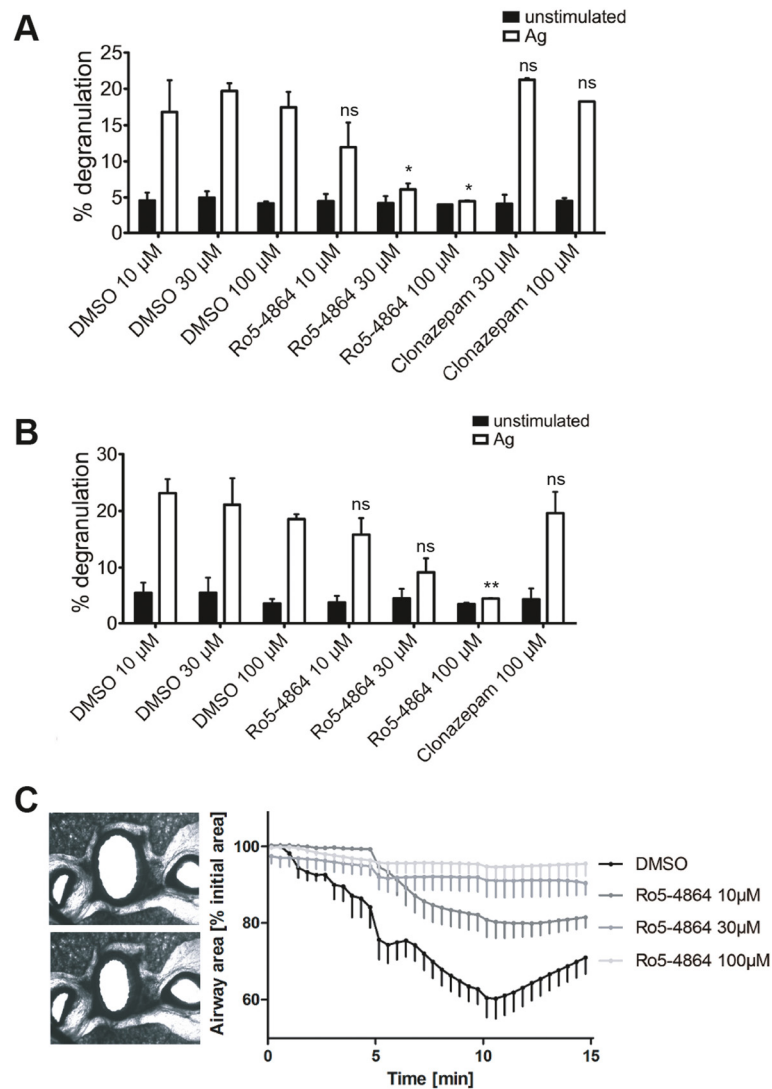 A
unstimulated
Ag
% degranulation
25
20
15
10
5
0
ns
*
*
ns
ns
DMSO 10 µM
DMSO 30 µM
DMSO 100 µM
Ro5-4864 10 µM
Ro5-4864 30 µM
Ro5-4864 100 µM
Clonazepam 30 µM
Clonazepam 100 µM
B
unstimulated
Ag
% degranulation
30
20
10
0
ns
ns
**
ns
DMSO 10 µM
DMSO 30 µM
DMSO 100 µM
Ro5-4864 10 µM
Ro5-4864 30 µM
Ro5-4864 100 µM
Clonazepam 100 µM
C
Airway area [% initial area]
100
80
60
0
5
10
15
Time [min]
DMSO
Ro5-4864 10µM
Ro5-4864 30µM
Ro5-4864 100µM